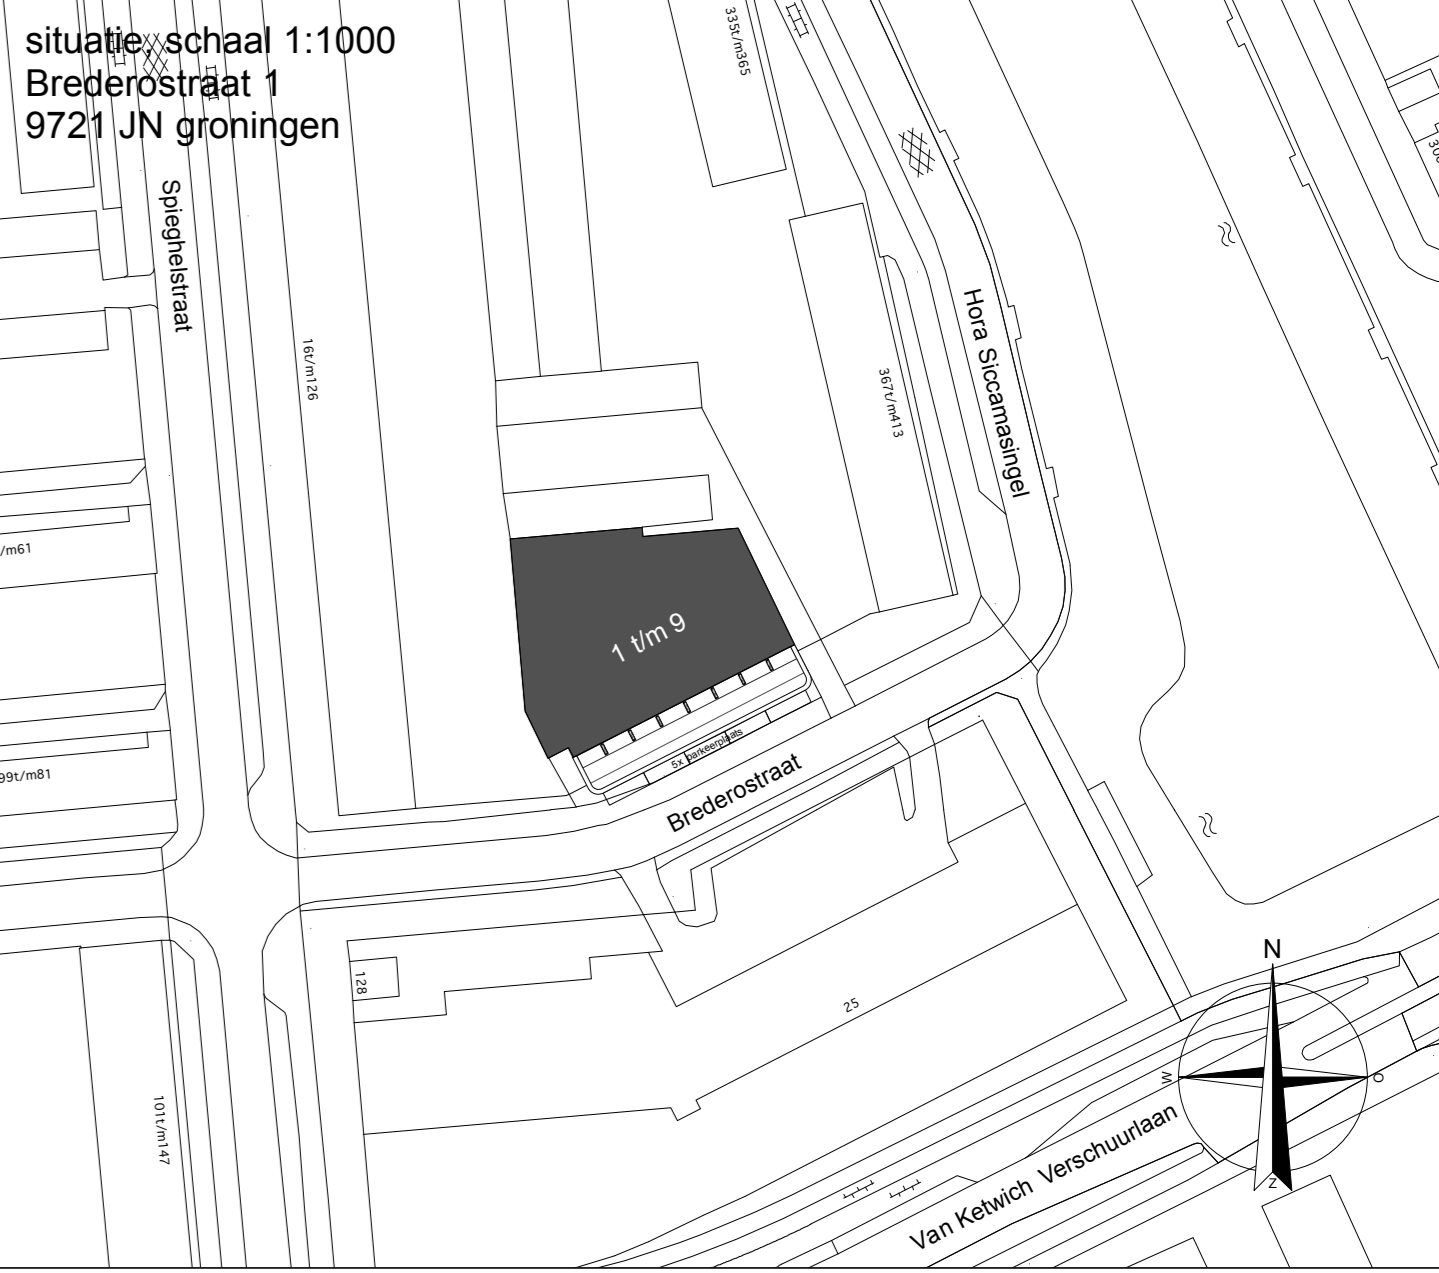 situatie, schaal 1:1000
Brederostraat 1
9721 JN groningen
335t/m365
Spieghelstraat
Hora Siccamasingel
16t/m126
367t/m413
/m61
1 t/m 9
5x parkeerplaats
99t/m81
Brederostraat
128
25
101t/m147
N
W
O
Z
Van Ketwich Verschuurlaan